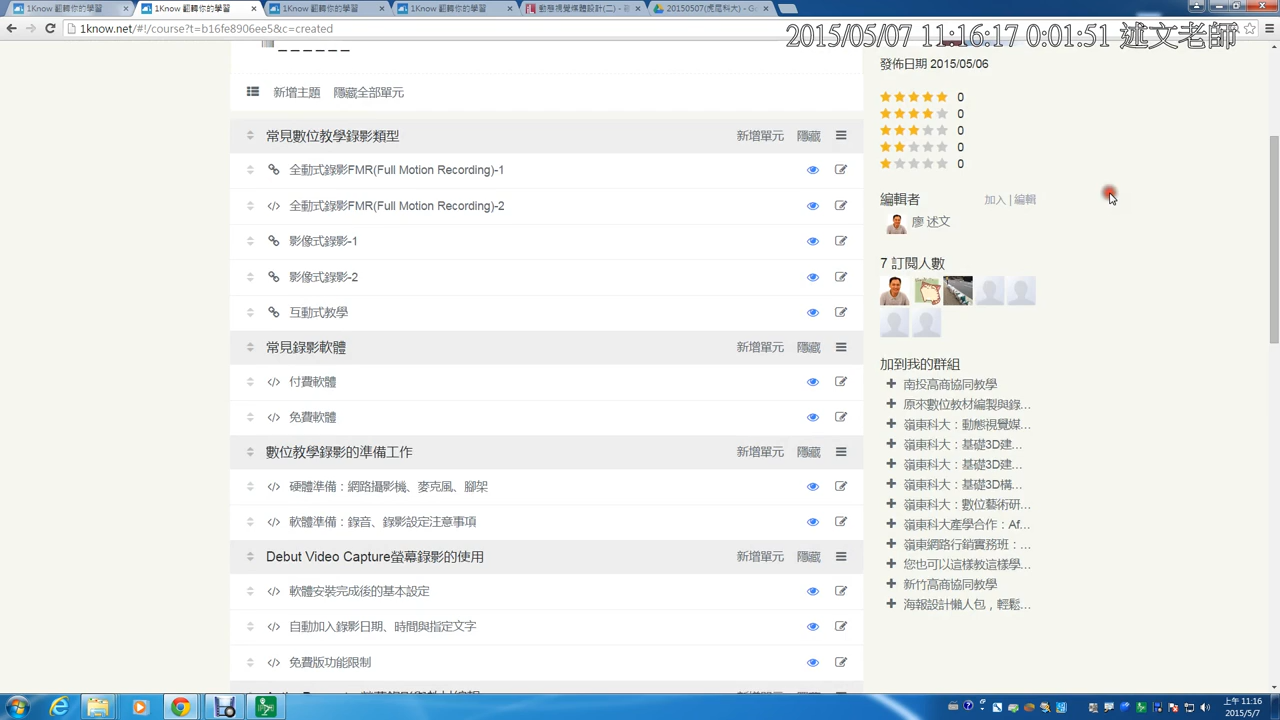 1Know 翻轉你的學習
1Know 翻轉你的學習
1Know 翻轉你的學習
1Know 翻轉你的學習
動態視覺媒體設計(二)
20150507(虎尾科大) - G
1know.net/#!/course?t=b16fe8906ee5&c=created
2015/05/07 11:16:17 0:01:51 述文老師
新增主題 隱藏全部單元
常見數位教學錄影類型 新增單元 隱藏
全動式錄影FMR(Full Motion Recording)-1
全動式錄影FMR(Full Motion Recording)-2
影像式錄影-1
影像式錄影-2
互動式教學
常見錄影軟體 新增單元 隱藏
付費軟體
免費軟體
數位教學錄影的準備工作 新增單元 隱藏
硬體準備：網路攝影機、麥克風、腳架
軟體準備：錄音、錄影設定注意事項
Debut Video Capture螢幕錄影的使用 新增單元 隱藏
軟體安裝完成後的基本設定
自動加入錄影日期、時間與指定文字
免費版功能限制
發佈日期 2015/05/06
0
0
0
0
0
編輯者 加入 | 編輯
廖 述文
7 訂閱人數
加到我的群組
南投高商協同教學
原來數位教材編製與錄...
嶺東科大：動態視覺媒...
嶺東科大：基礎3D建...
嶺東科大：基礎3D建...
嶺東科大：基礎3D構...
嶺東科大：數位藝術研...
嶺東科大產學合作：Af...
嶺東網路行銷實務班：...
您也可以這樣教這樣學...
新竹高商協同教學
海報設計懶人包，輕鬆...
上午 11:16
2015/5/7